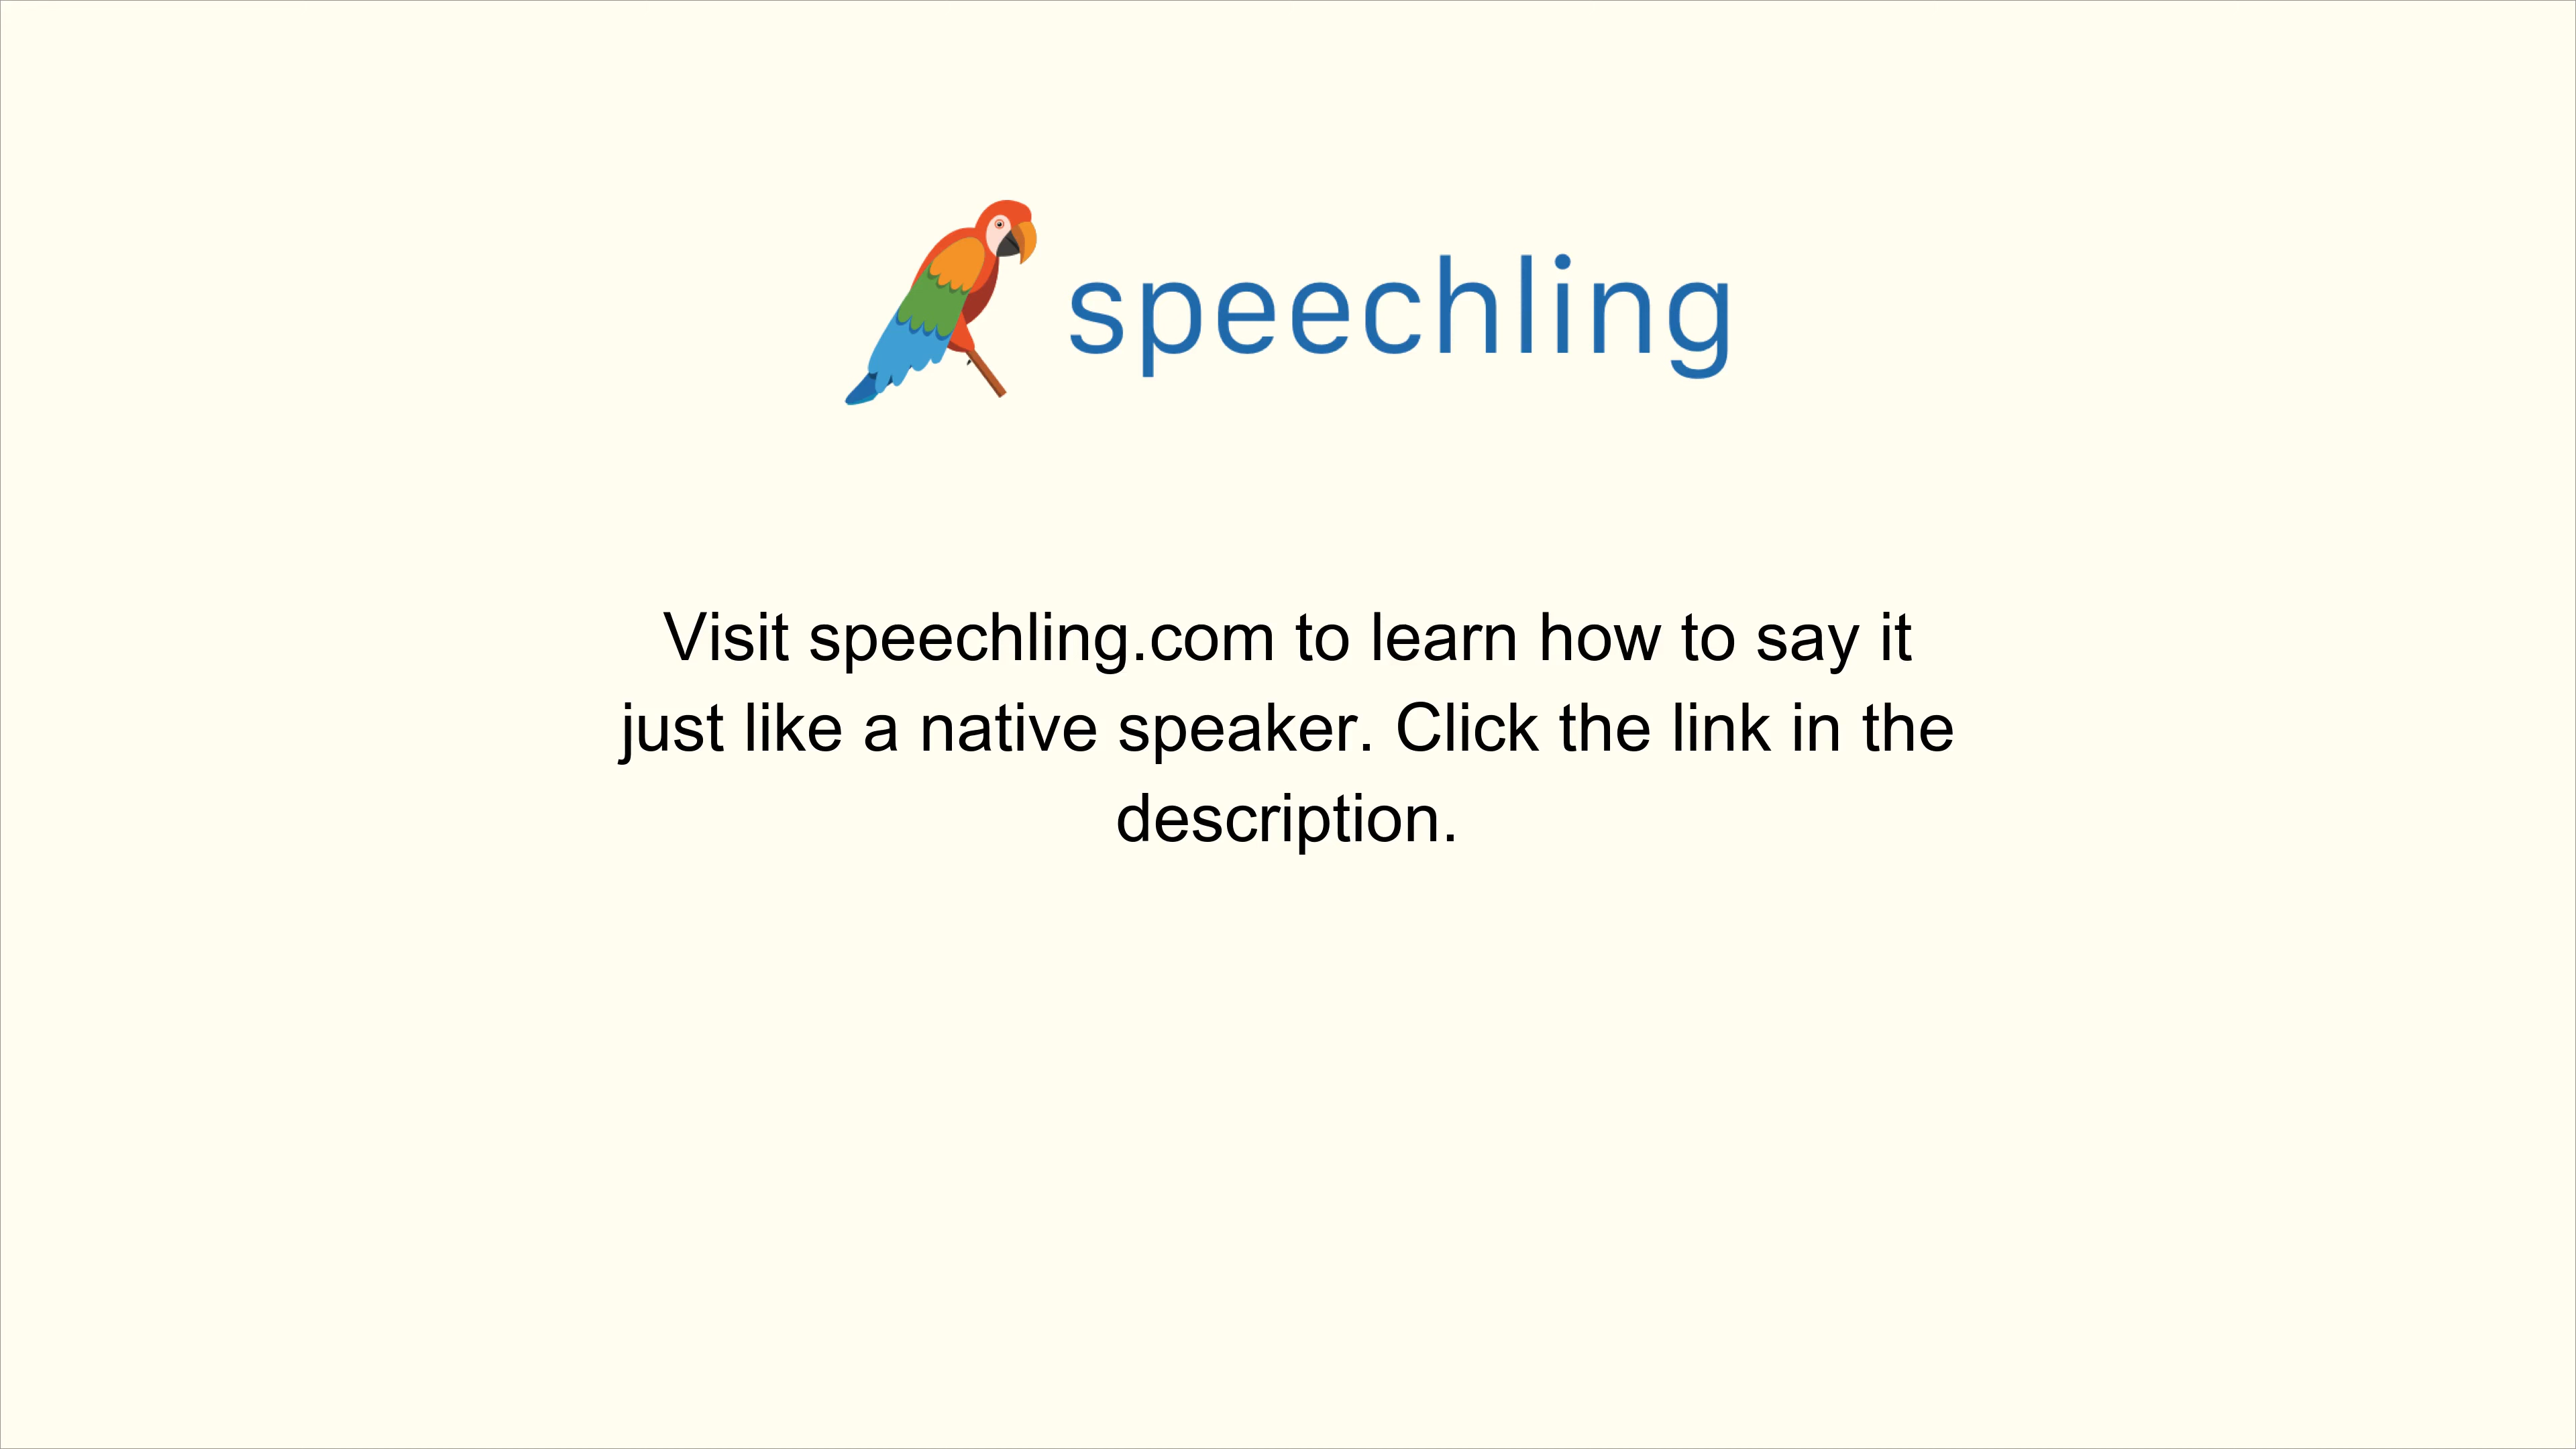 speechling
Visit speechling.com to learn how to say it
just like a native speaker. Click the link in the
description.